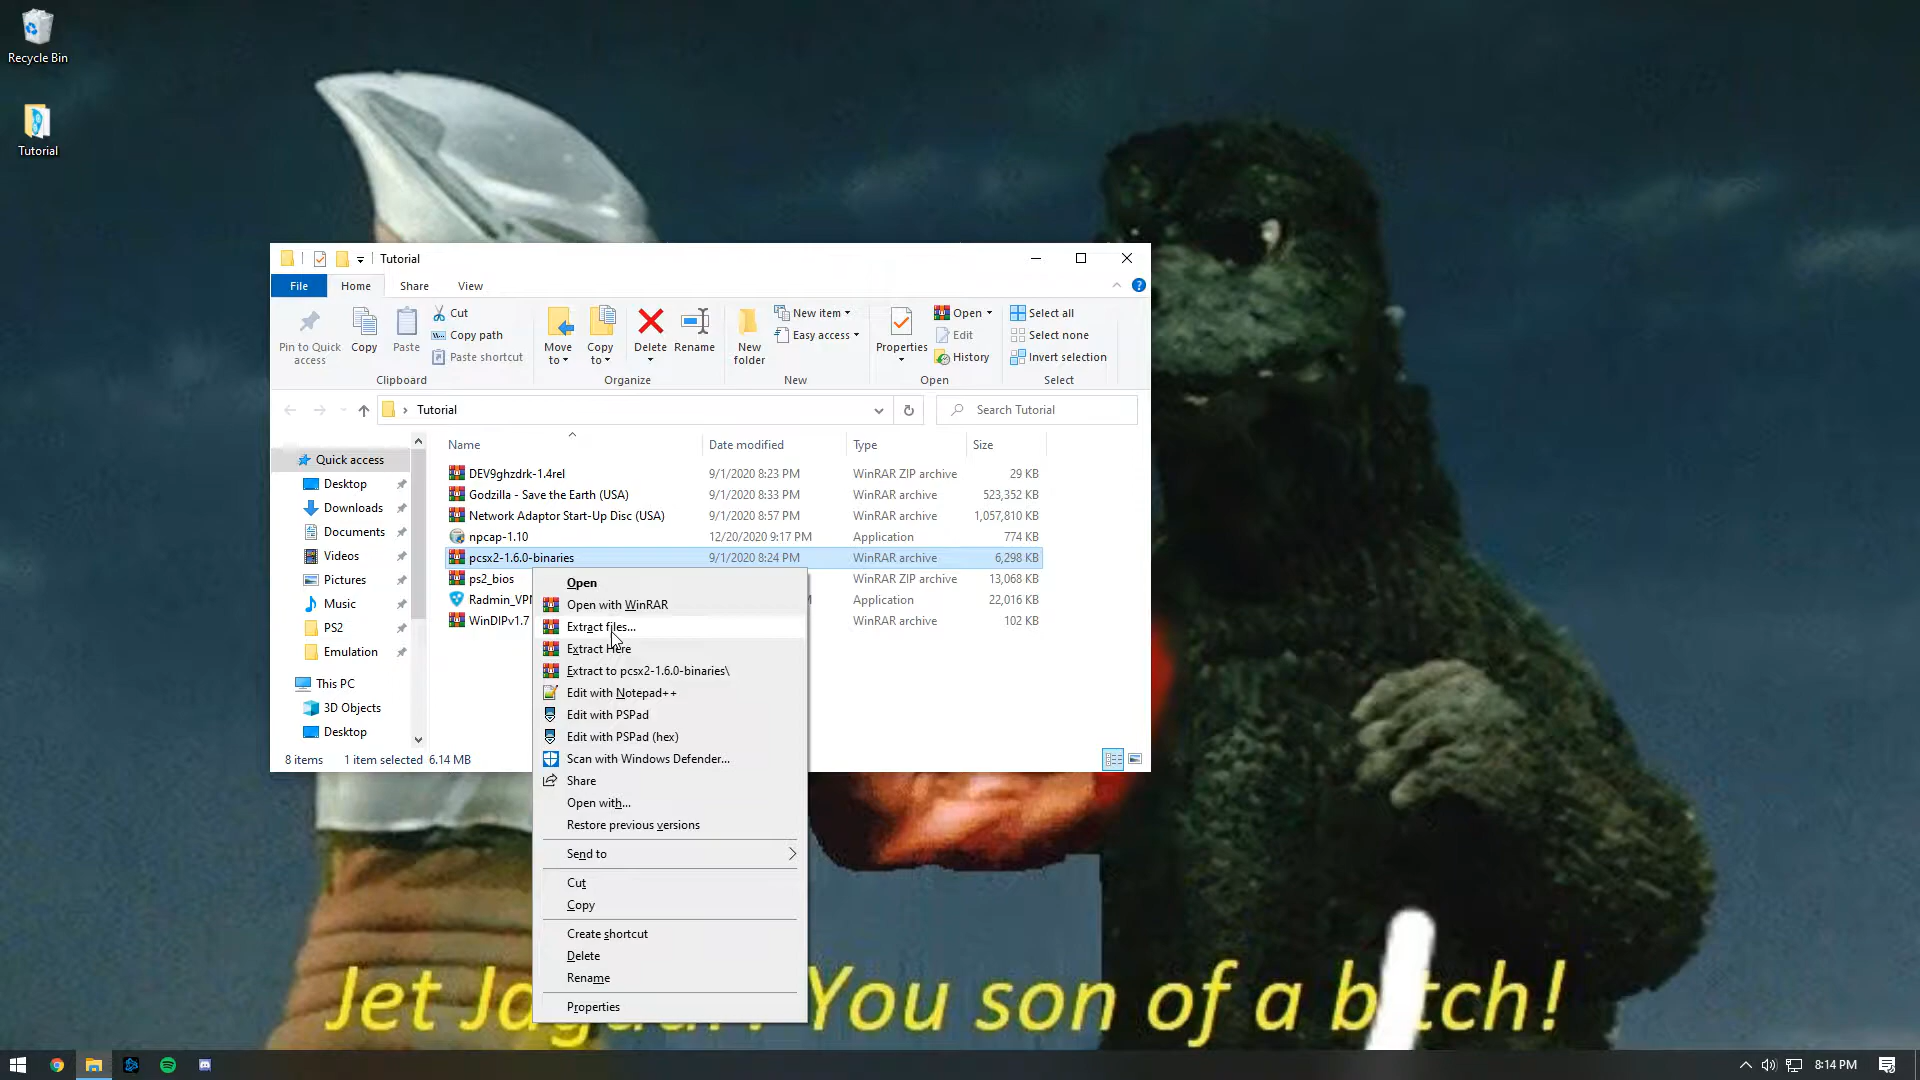 Recycle Bin
Tutorial
Tutorial
File
Home
Share
View
Pin to Quick access
Copy
Paste
Cut
Copy path
Paste shortcut
Clipboard
Move to
Copy to
Delete
Rename
Organize
New folder
New item
Easy access
New
Properties
Open
Edit
History
Open
Select all
Select none
Invert selection
Select
Tutorial
Search Tutorial
Name
Date modified
Type
Size
Quick access
Desktop
Downloads
Documents
Videos
Pictures
Music
PS2
Emulation
This PC
3D Objects
Desktop
DEV9ghzdrk-1.4rel 9/1/2020 8:23 PM WinRAR ZIP archive 29 KB
Godzilla - Save the Earth (USA) 9/1/2020 8:33 PM WinRAR archive 523,352 KB
Network Adaptor Start-Up Disc (USA) 9/1/2020 8:57 PM WinRAR archive 1,057,810 KB
npcap-1.10 12/20/2020 9:17 PM Application 774 KB
pcsx2-1.6.0-binaries 9/1/2020 8:24 PM WinRAR archive 6,298 KB
ps2_bios WinRAR ZIP archive 13,068 KB
Radmin_VPN Application 22,016 KB
WinDIPv1.7 WinRAR archive 102 KB
Open
Open with WinRAR
Extract files...
Extract Here
Extract to pcsx2-1.6.0-binaries\
Edit with Notepad++
Edit with PSPad
Edit with PSPad (hex)
Scan with Windows Defender...
Share
Open with...
Restore previous versions
Send to
Cut
Copy
Create shortcut
Delete
Rename
Properties
8 items 1 item selected 6.14 MB
Jet You son of a b tch!
8:14 PM